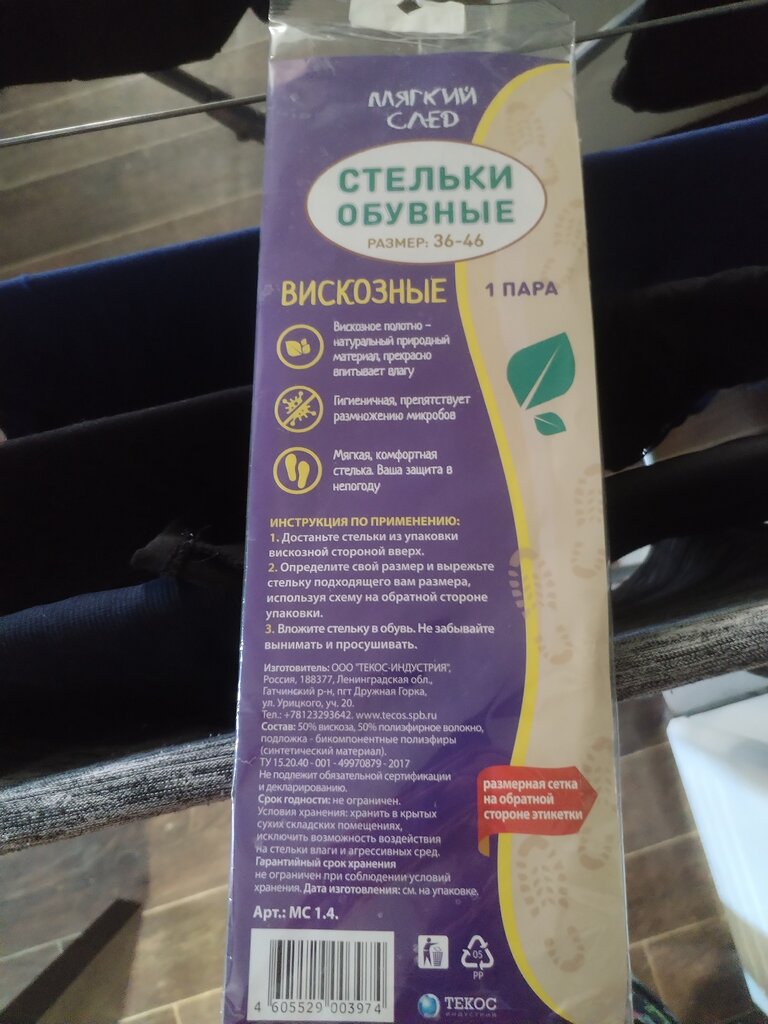 МЯГКИЙ
СЛЕД
СТЕЛЬКИ
ОБУВНЫЕ
РАЗМЕР: 36-46
ВИСКОЗНЫЕ
1 ПАРА
Вискозное полотно –
натуральный природный
материал, прекрасно
впитывает влагу
Гигиеничная, препятствует
размножению микробов
Мягкая, комфортная
стелька. Ваша защита в
непогоду
ИНСТРУКЦИЯ ПО ПРИМЕНЕНИЮ:
1. Достаньте стельки из упаковки
вискозной стороной вверх.
2. Определите свой размер и вырежьте
стельку подходящего вам размера,
используя схему на обратной стороне
упаковки.
3. Вложите стельку в обувь. Не забывайте
вынимать и просушивать.
Изготовитель: ООО "ТЕКОС-ИНДУСТРИЯ",
Россия, 188377, Ленинградская обл.,
Гатчинский р-н, пгт Дружная Горка,
ул. Урицкого, уч. 20.
Тел.: +78123293642. www.tecos.spb.ru
Состав: 50% вискоза, 50% полиэфирное волокно,
подложка - бикомпонентные полиэфиры
(синтетический материал).
ТУ 15.20.40 - 001 - 49970879 - 2017
Не подлежит обязательной сертификации
и декларированию.
Срок годности: не ограничен.
Условия хранения: хранить в крытых
сухих складских помещениях,
исключить возможность воздействия
на стельки влаги и агрессивных сред.
Гарантийный срок хранения
не ограничен при соблюдении условий
хранения. Дата изготовления: см. на упаковке.
размерная сетка
на обратной
стороне этикетки
Арт.: МС 1.4.
4 605529 003974
05
PP
ТЕКОС
ИНДУСТРИЯ